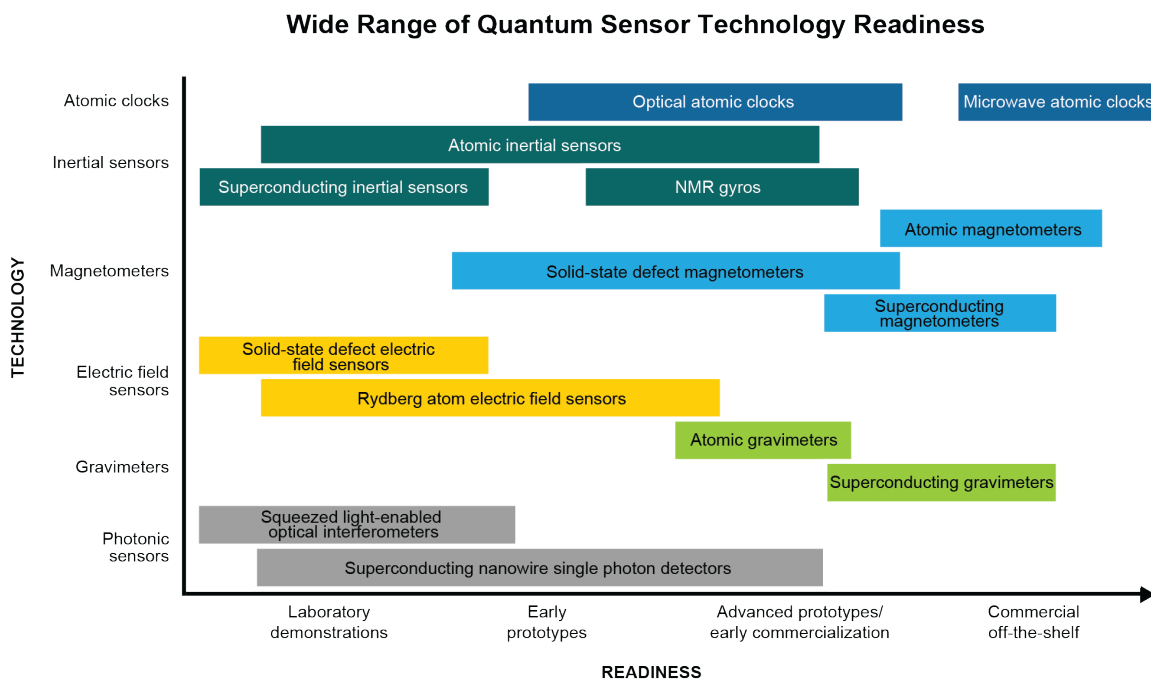 Wide Range of Quantum Sensor Technology Readiness
TECHNOLOGY
Atomic clocks
Optical atomic clocks
Microwave atomic clocks
Inertial sensors
Atomic inertial sensors
Superconducting inertial sensors
NMR gyros
Magnetometers
Atomic magnetometers
Solid-state defect magnetometers
Superconducting
magnetometers
Electric field
sensors
Solid-state defect electric
field sensors
Rydberg atom electric field sensors
Gravimeters
Atomic gravimeters
Superconducting gravimeters
Photonic
sensors
Squeezed light-enabled
optical interferometers
Superconducting nanowire single photon detectors
Laboratory
demonstrations
Early
prototypes
Advanced prototypes/
early commercialization
Commercial
off-the-shelf
READINESS